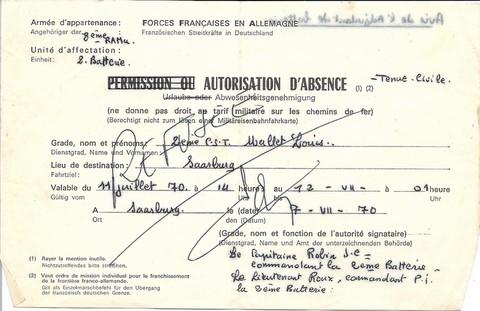 Armée d'appartenance: FORCES FRANÇAISES EN ALLEMAGNE
Angehöriger der 8ème RAMa. Französischen Streitkräfte in Deutschland
Unité d'affectation:
Einheit: 2. Batterie.
PERMISSION OU AUTORISATION D'ABSENCE (1) (2) - Tenue Civile.
Urlaubs- oder Abwesenheitsgenehmigung
(ne donne pas droit au tarif militaire sur les chemins de fer)
(Berechtigt nicht zum lösen einer Militäreisenbahnfahrkarte)
Grade, nom et prénoms: 2ème C.S.T. Mallet Louis.
Dienstgrad, Name und Vornamen:
Lieu de destination: Saarburg
Fahrtziel:
Valable du 11 juillet 70. à 14 heures au 12 - VII - à 01 heure
Gültig vom Uhr bis Uhr
A Saarburg. le (date) 7 - VII - 70
Ort den (Datum)
(Grade, nom et fonction de l'autorité signataire)
(Dienstgrad, Name und Amt der unterzeichnenden Behörde)
(1) Rayer la mention inutile.
Nichtzutreffendes bitte streichen.
(2) Vaut ordre de mission individuel pour le franchissement
de la frontière franco-allemande.
Gilt als Einzelmarschbefehl für den Übergang
der französisch deutschen Grenze.
Le Capitaine Robin J.C =
commandant la 2ème Batterie -
Le lieutenant Roux, commandant P.i.
la 2ème Batterie: